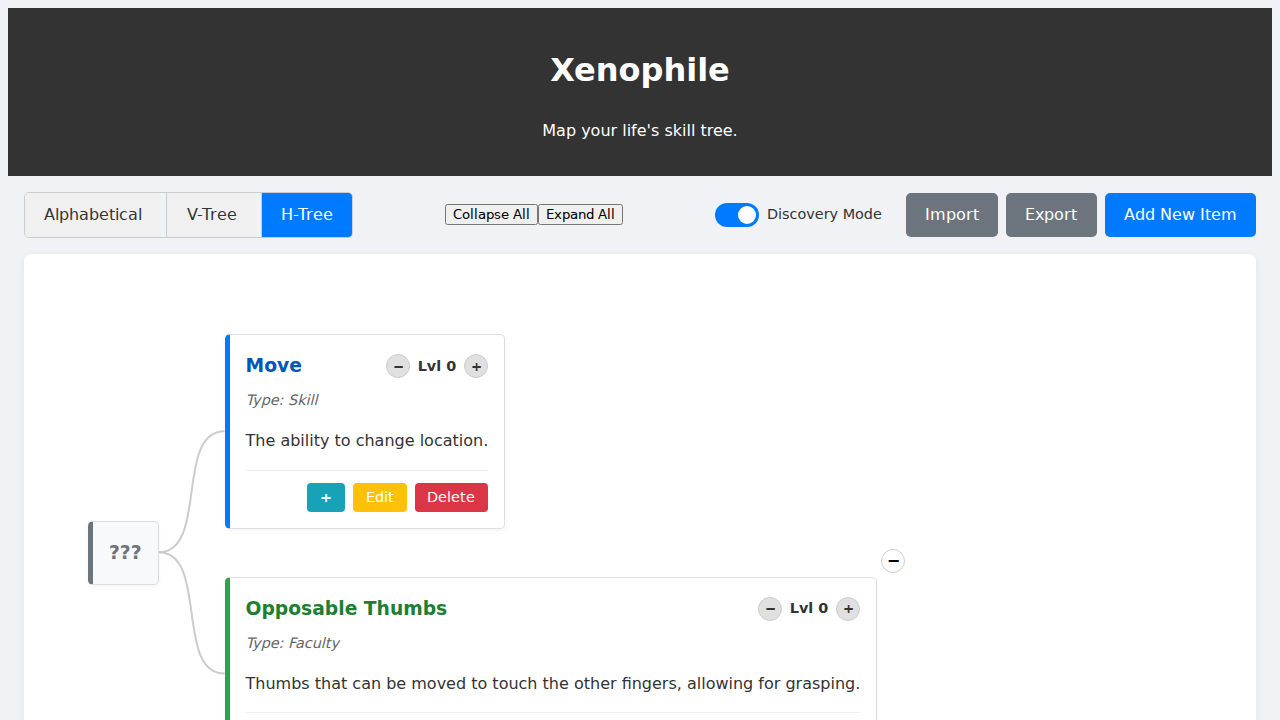 Xenophile
Map your life's skill tree.
Alphabetical V-Tree H-Tree Collapse All Expand All Discovery Mode Import Export Add New Item
Move − Lvl 0 +
Type: Skill
The ability to change location.
+ Edit Delete
???
−
Opposable Thumbs − Lvl 0 +
Type: Faculty
Thumbs that can be moved to touch the other fingers, allowing for grasping.